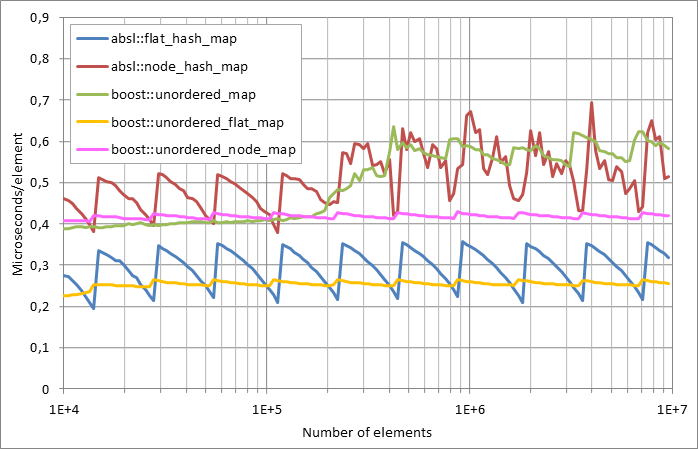 0,9
absl::flat_hash_map
0,8
absl::node_hash_map
0,7
boost::unordered_map
boost::unordered_flat_map
0,6
boost::unordered_node_map
0,5
0,4
0,3
0,2
0,1
0
Microseconds/element
1E+4
1E+5
1E+6
1E+7
Number of elements